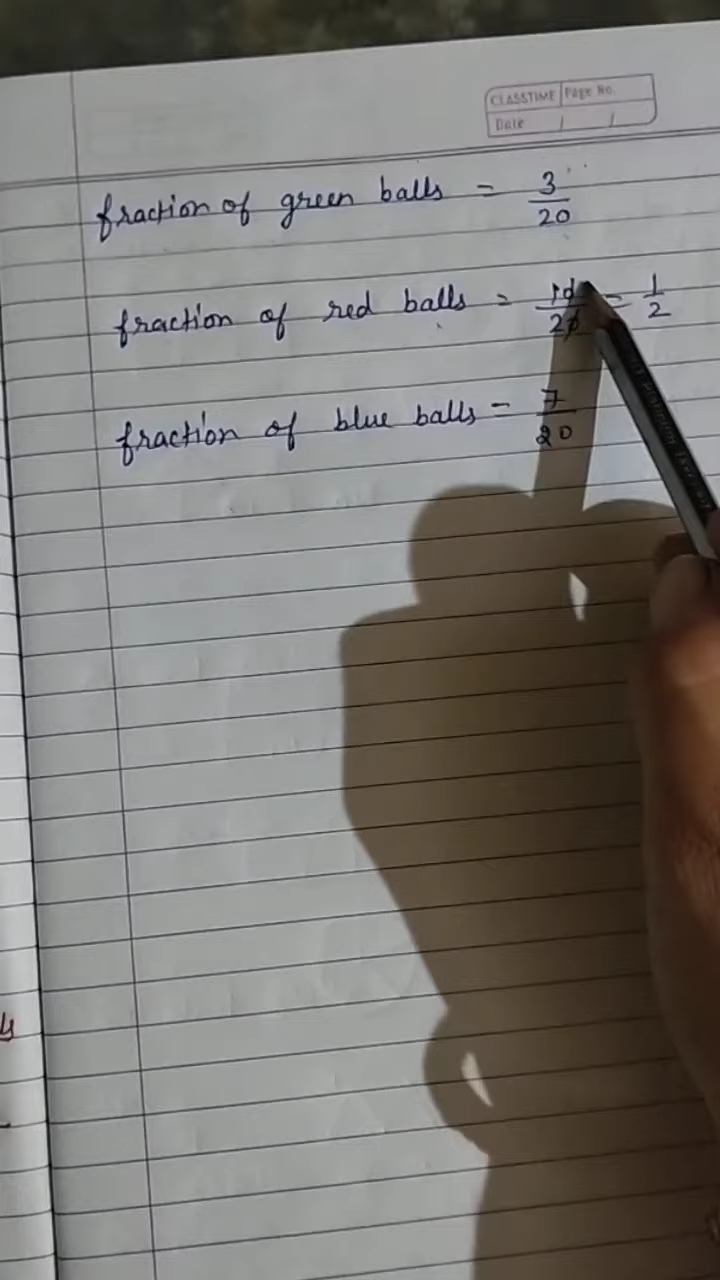 CLASSTIME Page No.
Date / /
fraction of green balls = 3/20
fraction of red balls = 10/20 = 1/2
fraction of blue balls = 7/20